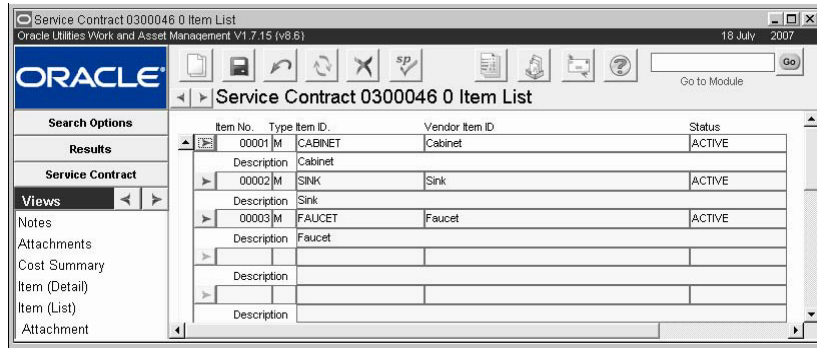 Service Contract 0300046 0 Item List
Oracle Utilities Work and Asset Management V1.7.15 (v8.6) 18 July 2007
ORACLE
sp
Go
Go to Module
Service Contract 0300046 0 Item List
Search Options
Results
Service Contract
Views
Notes
Attachments
Cost Summary
Item (Detail)
Item (List)
Attachment
Item No. Type Item ID. Vendor Item ID Status
00001 M CABINET Cabinet ACTIVE
Description Cabinet
00002 M SINK Sink ACTIVE
Description Sink
00003 M FAUCET Faucet ACTIVE
Description Faucet
Description
Description